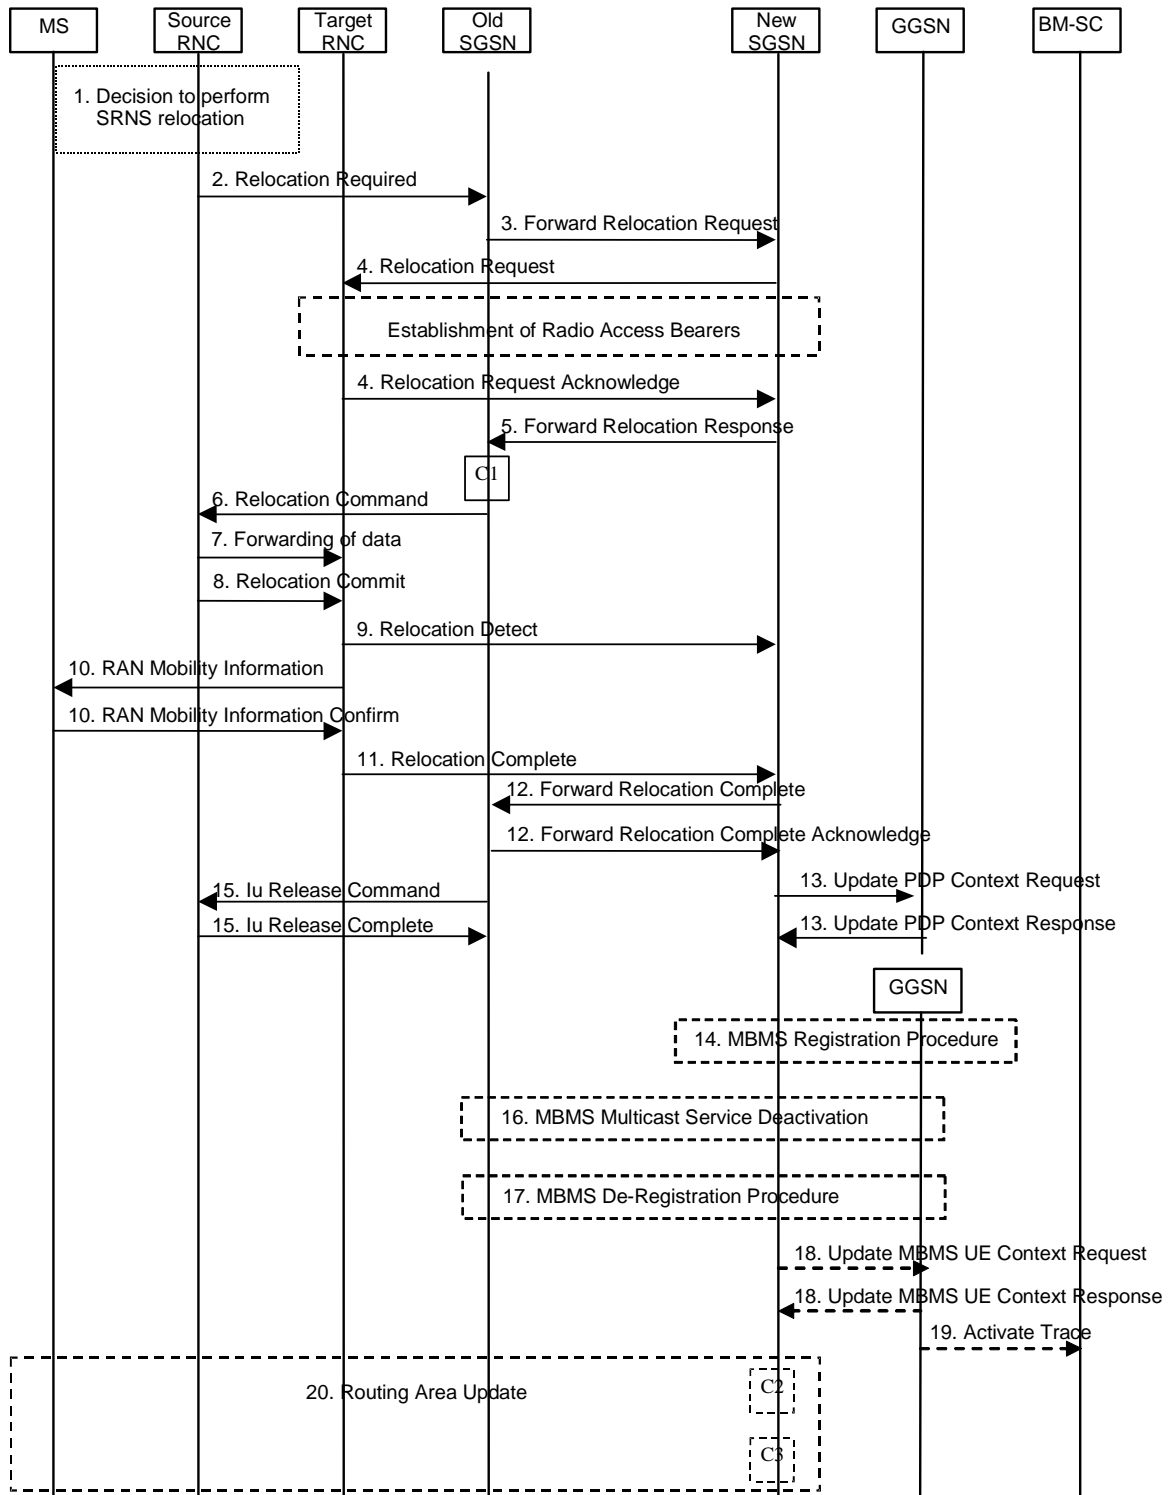 MS
Source
RNC
Target
RNC
Old
SGSN
New
SGSN
GGSN
BM-SC
1. Decision to perform
SRNS relocation
2. Relocation Required
3. Forward Relocation Request
4. Relocation Request
Establishment of Radio Access Bearers
4. Relocation Request Acknowledge
5. Forward Relocation Response
C1
6. Relocation Command
7. Forwarding of data
8. Relocation Commit
9. Relocation Detect
10. RAN Mobility Information
10. RAN Mobility Information Confirm
11. Relocation Complete
12. Forward Relocation Complete
12. Forward Relocation Complete Acknowledge
13. Update PDP Context Request
15. Iu Release Command
13. Update PDP Context Response
15. Iu Release Complete
GGSN
14. MBMS Registration Procedure
16. MBMS Multicast Service Deactivation
17. MBMS De-Registration Procedure
18. Update MBMS UE Context Request
18. Update MBMS UE Context Response
19. Activate Trace
20. Routing Area Update
C2
C3